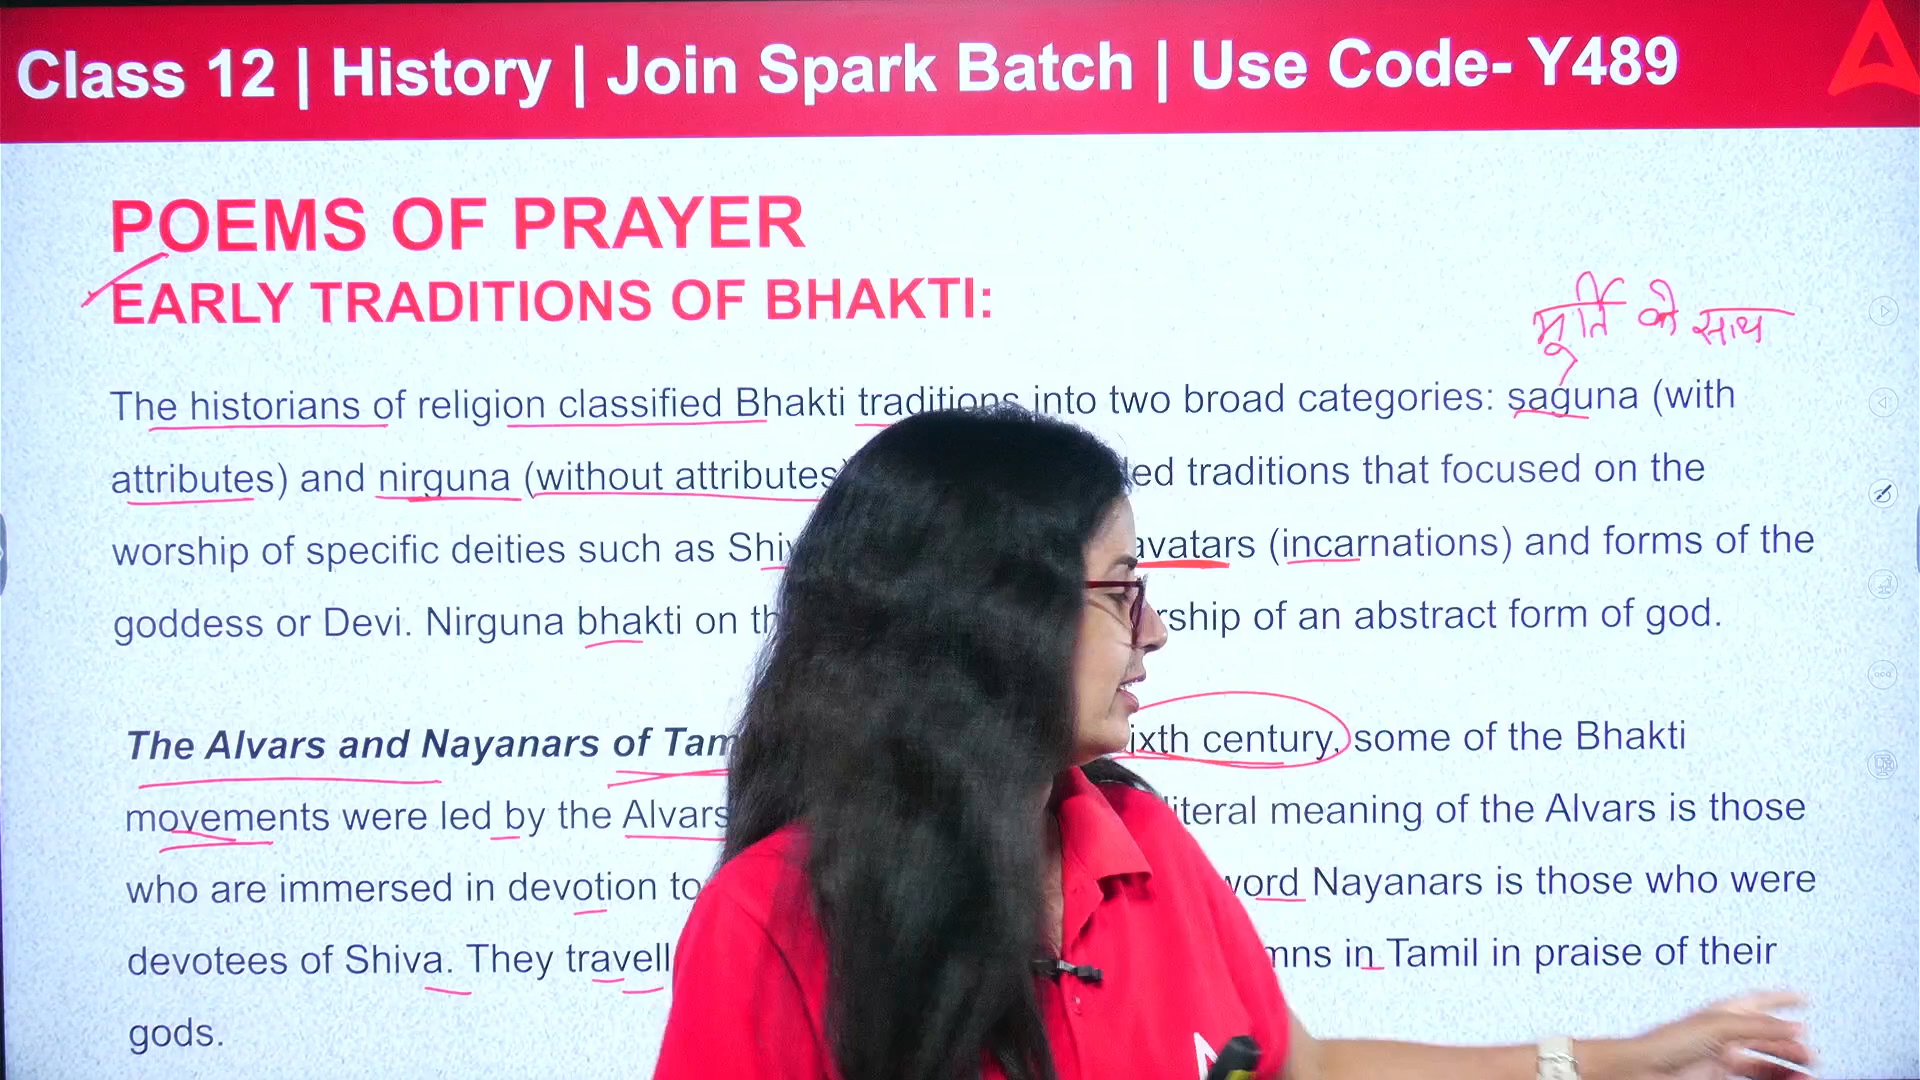 Class 12 | History | Join Spark Batch | Use Code- Y489
POEMS OF PRAYER
EARLY TRADITIONS OF BHAKTI:
मूर्ति के साथ
The historians of religion classified Bhakti traditions into two broad categories: saguna (with
attributes) and nirguna (without attributes ed traditions that focused on the
worship of specific deities such as Shiv avatars (incarnations) and forms of the
goddess or Devi. Nirguna bhakti on th rship of an abstract form of god.
The Alvars and Nayanars of Tam ixth century, some of the Bhakti
movements were led by the Alvars literal meaning of the Alvars is those
who are immersed in devotion to word Nayanars is those who were
devotees of Shiva. They travell mns in Tamil in praise of their
gods.